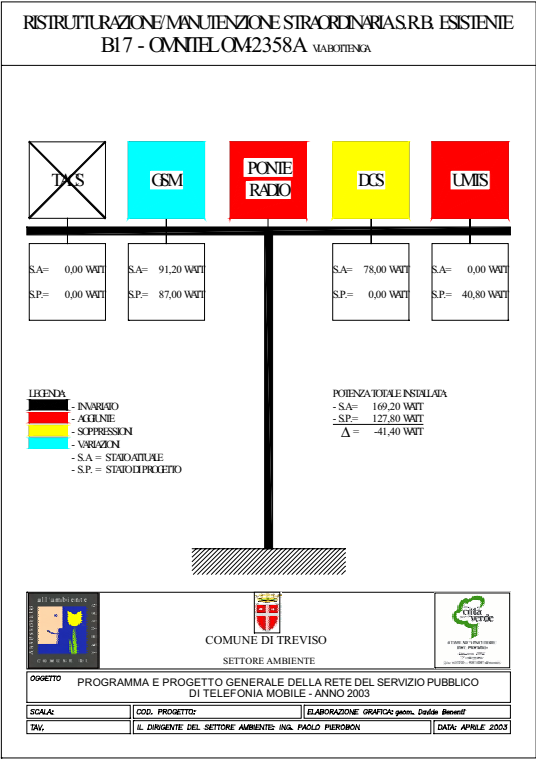 RISTRUTTURAZIONE/MANUTENZIONE STRAORDINARIA S.R.B. ESISTENTE
B17 - OMNITEL OM2358A VIA BOTTENIGA
TACS
GSM
PONTE
RADIO
DCS
UMTS
S.A= 0,00 WATT
S.P.= 0,00 WATT
S.A= 91,20 WATT
S.P.= 87,00 WATT
S.A= 78,00 WATT
S.P.= 0,00 WATT
S.A= 0,00 WATT
S.P.= 40,80 WATT
LEGENDA:
- INVARIATO
- AGGIUNTE
- SOPPRESSIONI
- VARIAZIONI
- S.A = STATO ATTUALE
- S.P. = STATO DI PROGETTO
POTENZA TOTALE INSTALLATA:
- S.A= 169,20 WATT
- S.P.= 127,80 WATT
Δ = -41,40 WATT
all'ambiente
ASSESSORATO
TREVISO
COMUNE DI
COMUNE DI TREVISO
SETTORE AMBIENTE
città
verde
OGGETTO
PROGRAMMA E PROGETTO GENERALE DELLA RETE DEL SERVIZIO PUBBLICO
DI TELEFONIA MOBILE - ANNO 2003
SCALA:
COD. PROGETTO:
ELABORAZIONE GRAFICA: geom. Davide Benenti
TAV.
IL DIRIGENTE DEL SETTORE AMBIENTE: ING. PAOLO PIEROBON
DATA: APRILE 2003